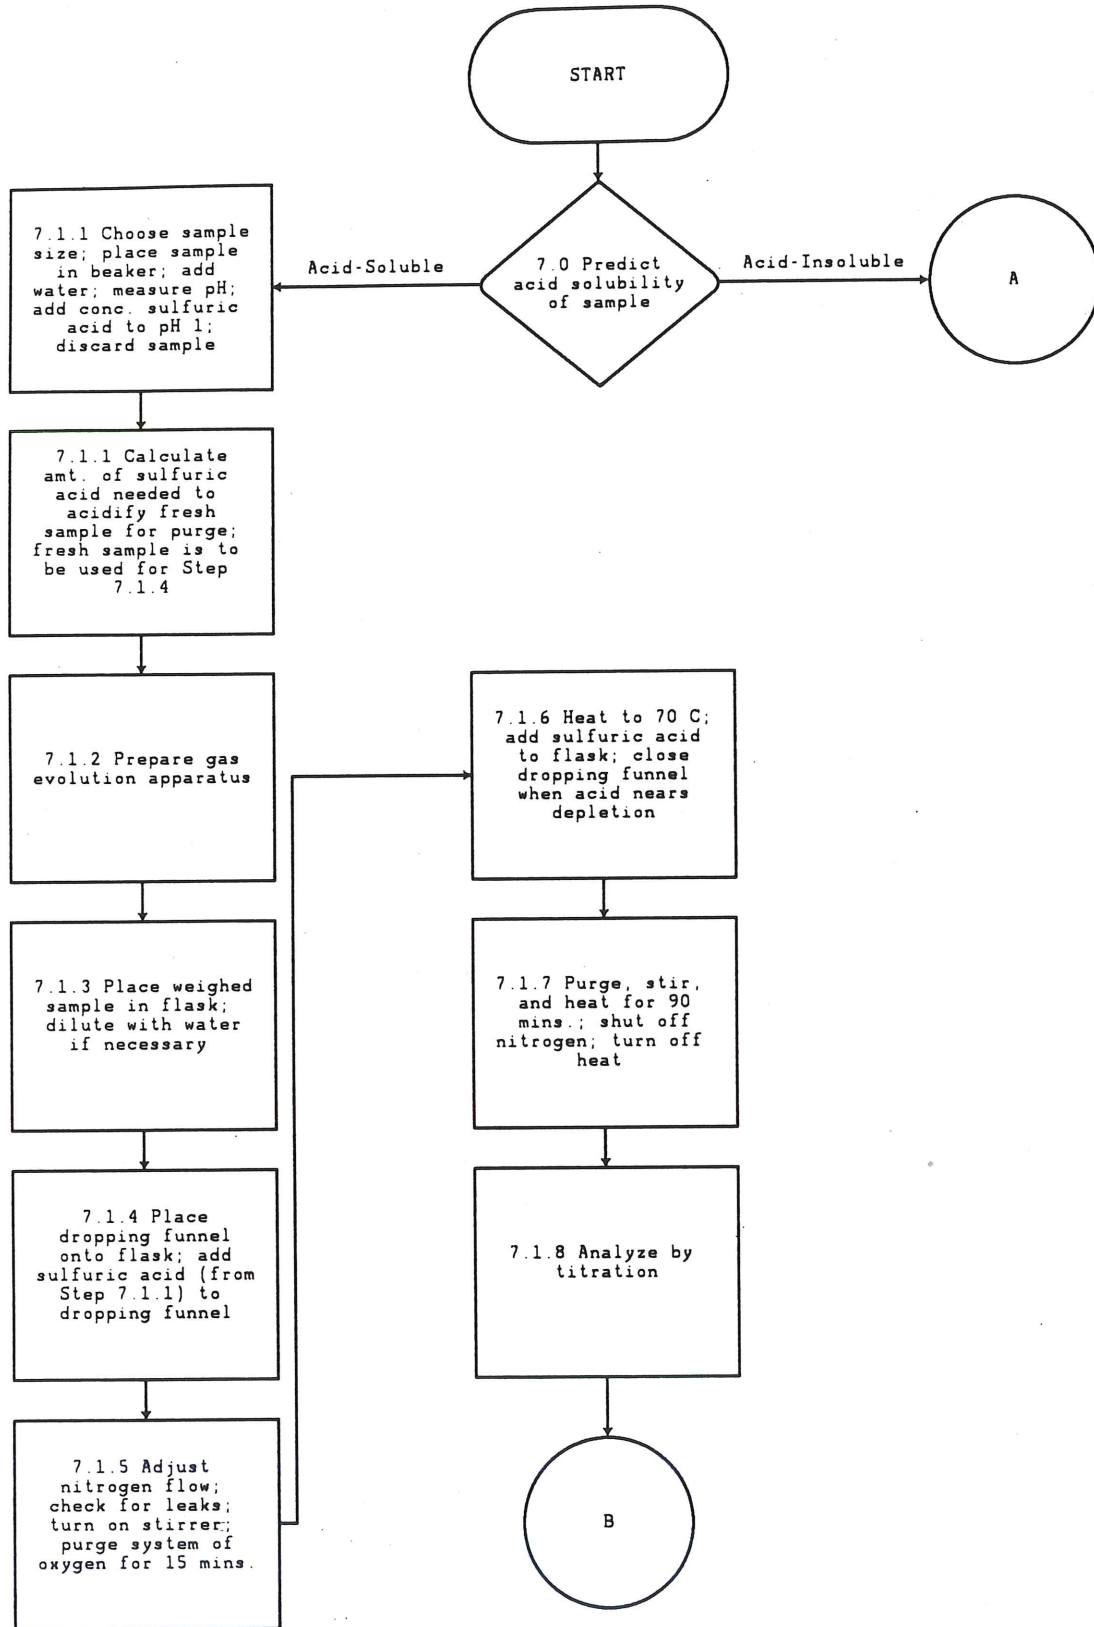 START
7.0 Predict
acid solubility
of sample
Acid-Soluble
Acid-Insoluble
A
7.1.1 Choose sample
size; place sample
in beaker; add
water; measure pH;
add conc. sulfuric
acid to pH 1;
discard sample
7.1.1 Calculate
amt. of sulfuric
acid needed to
acidify fresh
sample for purge;
fresh sample is to
be used for Step
7.1.4
7.1.2 Prepare gas
evolution apparatus
7.1.3 Place weighed
sample in flask;
dilute with water
if necessary
7.1.4 Place
dropping funnel
onto flask; add
sulfuric acid (from
Step 7.1.1) to
dropping funnel
7.1.5 Adjust
nitrogen flow;
check for leaks;
turn on stirrer;
purge system of
oxygen for 15 mins.
7.1.6 Heat to 70 C;
add sulfuric acid
to flask; close
dropping funnel
when acid nears
depletion
7.1.7 Purge, stir,
and heat for 90
mins.; shut off
nitrogen; turn off
heat
7.1.8 Analyze by
titration
B